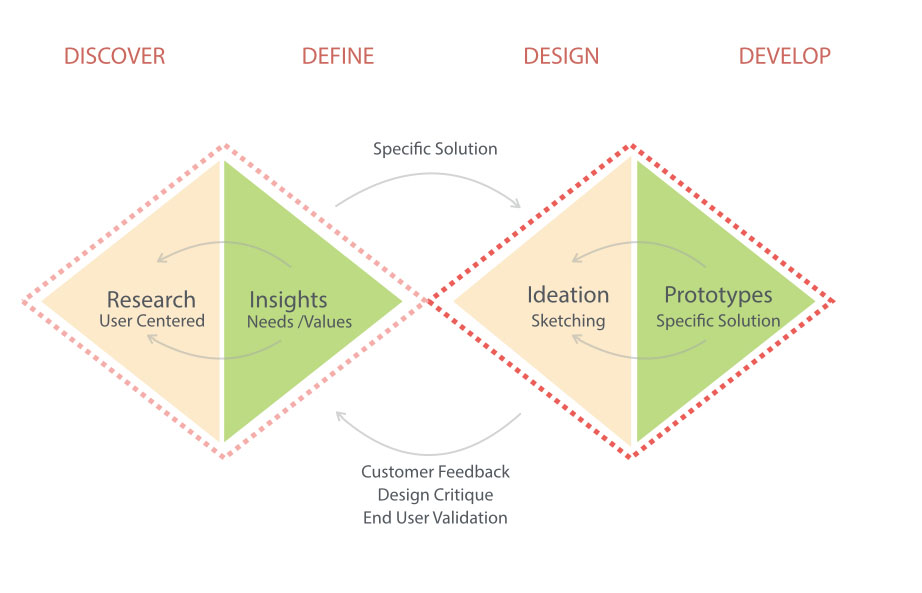 DISCOVER
DEFINE
DESIGN
DEVELOP
Specific Solution
Research
User Centered
Insights
Needs /Values
Ideation
Sketching
Prototypes
Specific Solution
Customer Feedback
Design Critique
End User Validation